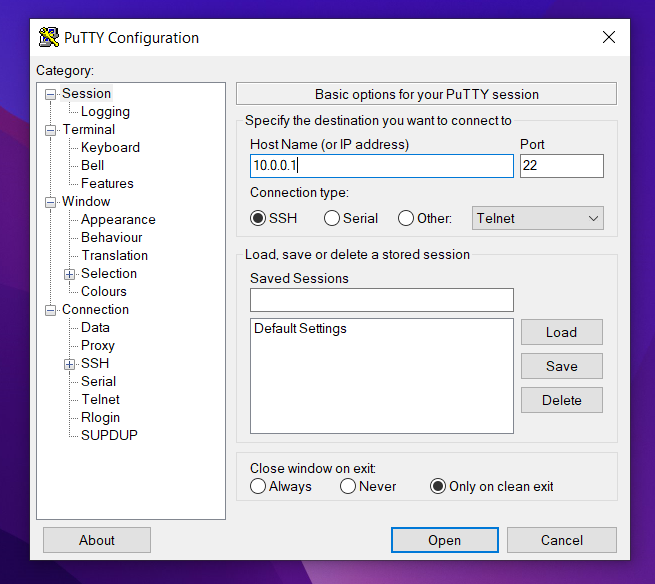 PuTTY Configuration
Category:
Session
Logging
Terminal
Keyboard
Bell
Features
Window
Appearance
Behaviour
Translation
Selection
Colours
Connection
Data
Proxy
SSH
Serial
Telnet
Rlogin
SUPDUP
Basic options for your PuTTY session
Specify the destination you want to connect to
Host Name (or IP address) Port
10.0.0.1 22
Connection type:
SSH Serial Other: Telnet
Load, save or delete a stored session
Saved Sessions
Default Settings
Load
Save
Delete
Close window on exit:
Always Never Only on clean exit
About Open Cancel